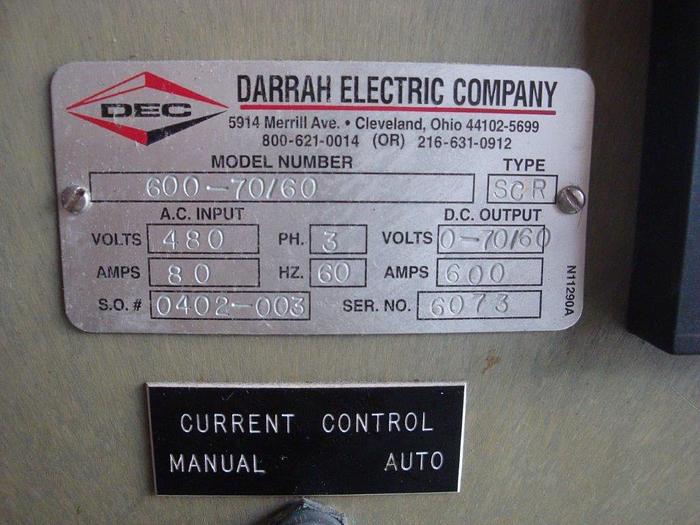 DEC
DARRAH ELECTRIC COMPANY
5914 Merrill Ave. • Cleveland, Ohio 44102-5699
800-621-0014 (OR) 216-631-0912
MODEL NUMBER TYPE
600-70/60 SCR
A.C. INPUT D.C. OUTPUT
VOLTS 480 PH. 3 VOLTS 0-70/60
AMPS 80 HZ. 60 AMPS 600
S.O.# 0402-003 SER. NO. 6073
N11290A
CURRENT CONTROL
MANUAL AUTO